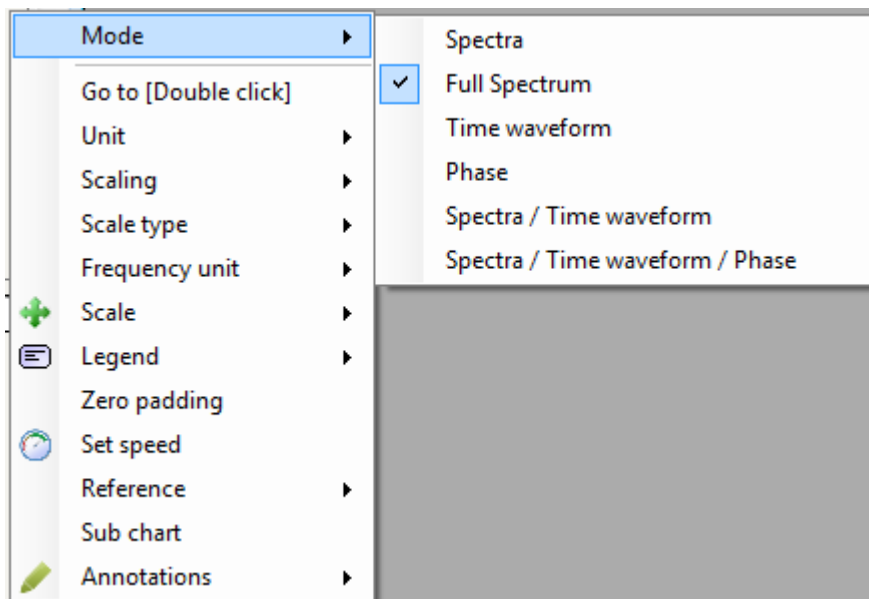 Mode
Go to [Double click]
Unit
Scaling
Scale type
Frequency unit
Scale
Legend
Zero padding
Set speed
Reference
Sub chart
Annotations
Spectra
Full Spectrum
Time waveform
Phase
Spectra / Time waveform
Spectra / Time waveform / Phase